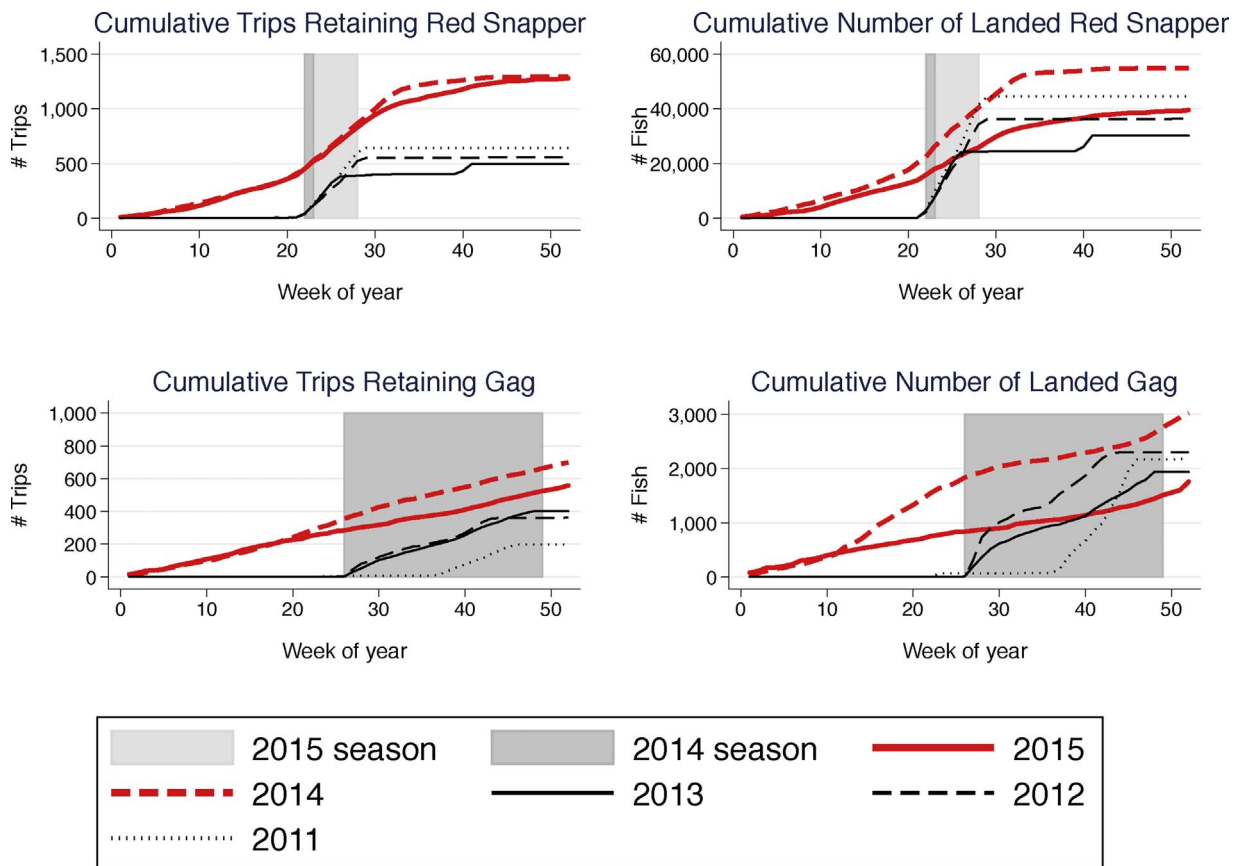 Cumulative Trips Retaining Red Snapper
1,500
1,000
500
0
# Trips
0 10 20 30 40 50
Week of year
Cumulative Number of Landed Red Snapper
60,000
40,000
20,000
0
# Fish
0 10 20 30 40 50
Week of year
Cumulative Trips Retaining Gag
1,000
800
600
400
200
0
# Trips
0 10 20 30 40 50
Week of year
Cumulative Number of Landed Gag
3,000
2,000
1,000
0
# Fish
0 10 20 30 40 50
Week of year
2015 season 2014 season 2015
2014 2013 2012
2011